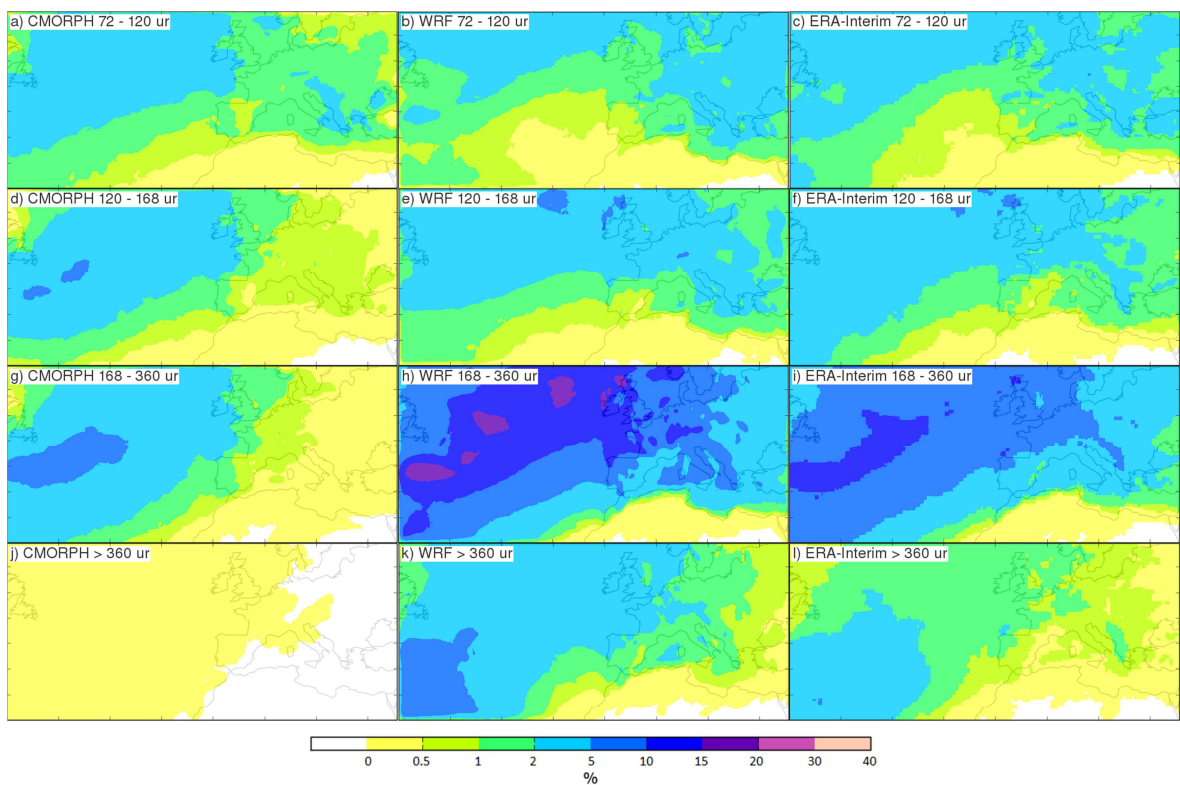 a) CMORPH 72 - 120 ur
b) WRF 72 - 120 ur
c) ERA-Interim 72 - 120 ur
d) CMORPH 120 - 168 ur
e) WRF 120 - 168 ur
f) ERA-Interim 120 - 168 ur
g) CMORPH 168 - 360 ur
h) WRF 168 - 360 ur
i) ERA-Interim 168 - 360 ur
j) CMORPH > 360 ur
k) WRF > 360 ur
l) ERA-Interim > 360 ur
0 0.5 1 2 5 10 15 20 30 40
%